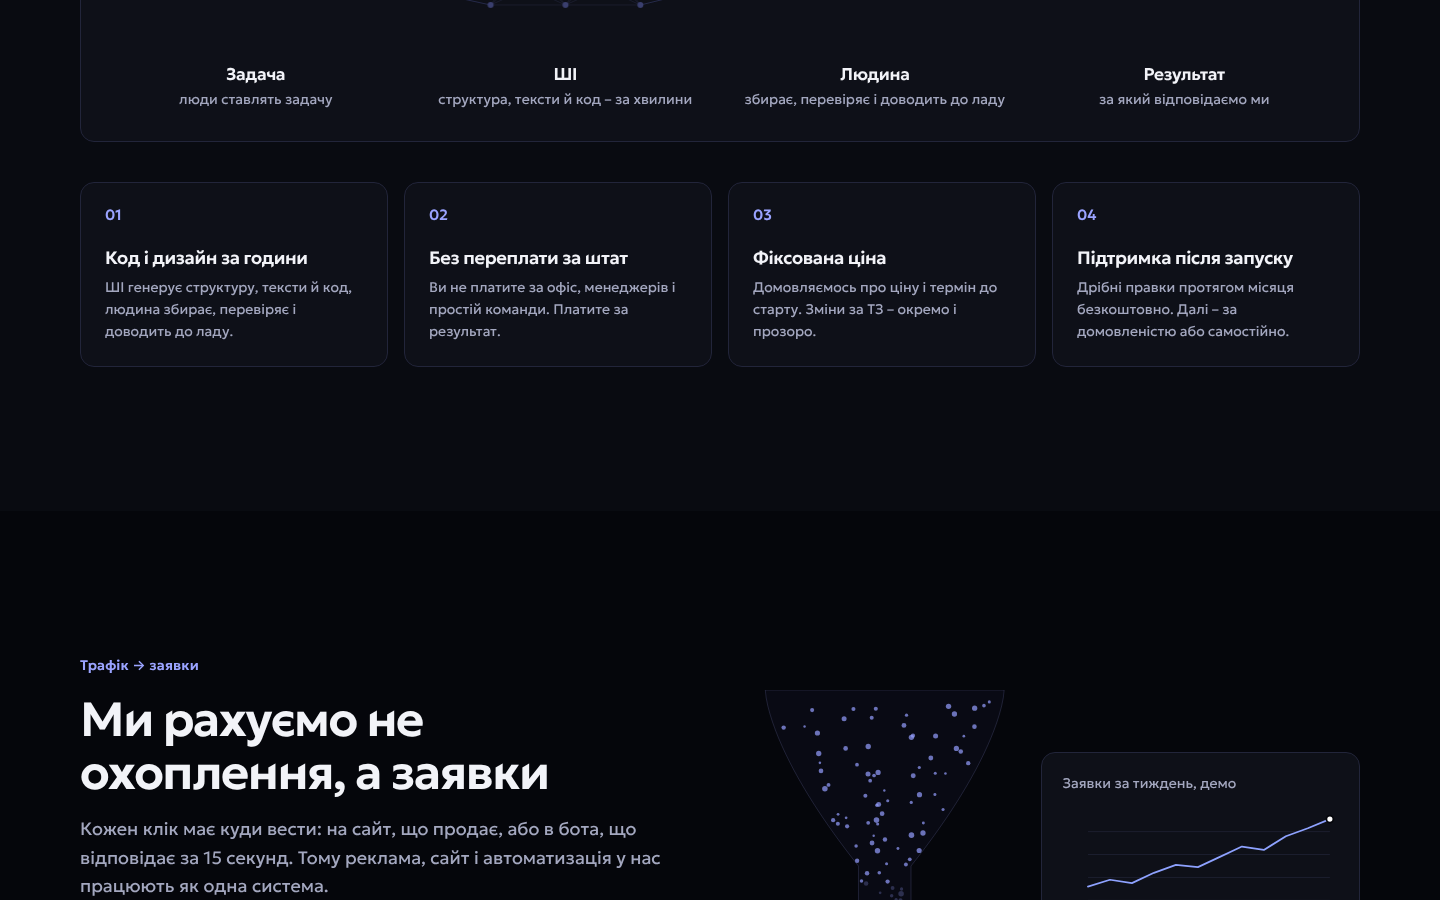 Задача
люди ставлять задачу
ШІ
структура, тексти й код – за хвилини
Людина
збирає, перевіряє і доводить до ладу
Результат
за який відповідаємо ми
01
Код і дизайн за години
ШІ генерує структуру, тексти й код,
людина збирає, перевіряє і
доводить до ладу.
02
Без переплати за штат
Ви не платите за офіс, менеджерів і
простій команди. Платите за
результат.
03
Фіксована ціна
Домовляємось про ціну і термін до
старту. Зміни за ТЗ – окремо і
прозоро.
04
Підтримка після запуску
Дрібні правки протягом місяця
безкоштовно. Далі – за
домовленістю або самостійно.
Трафік → заявки
Ми рахуємо не
охоплення, а заявки
Кожен клік має куди вести: на сайт, що продає, або в бота, що
відповідає за 15 секунд. Тому реклама, сайт і автоматизація у нас
працюють як одна система.
Заявки за тиждень, демо